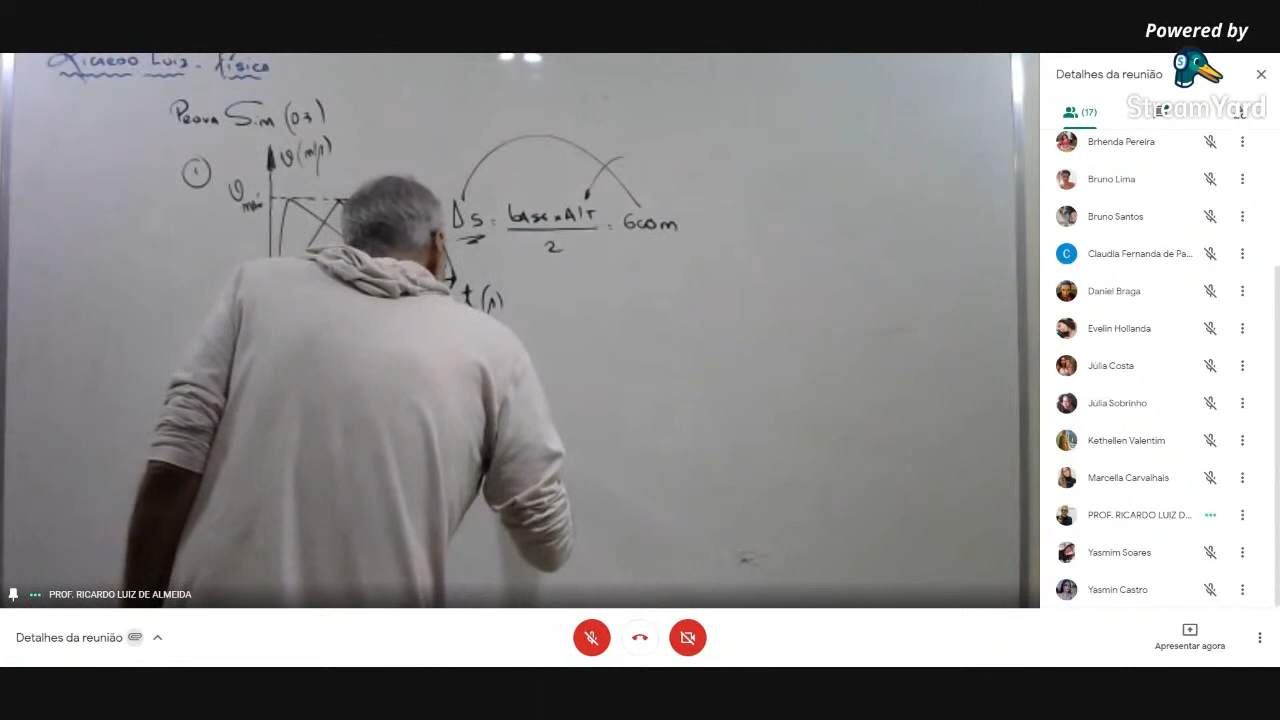 Powered by
StreamYard
Ricardo Luiz - Física
Prova Sim (03)
1
v (m/s)
v máx
Δs = base x Alt = 600m
2
t (s)
PROF. RICARDO LUIZ DE ALMEIDA
Detalhes da reunião
(17)
Brhenda Pereira
Bruno Lima
Bruno Santos
C
Claudia Fernanda de Pa...
Daniel Braga
Evelin Hollanda
Júlia Costa
Júlia Sobrinho
Kethellen Valentim
Marcella Carvalhais
PROF. RICARDO LUIZ D...
Yasmim Soares
Yasmin Castro
Detalhes da reunião
Apresentar agora